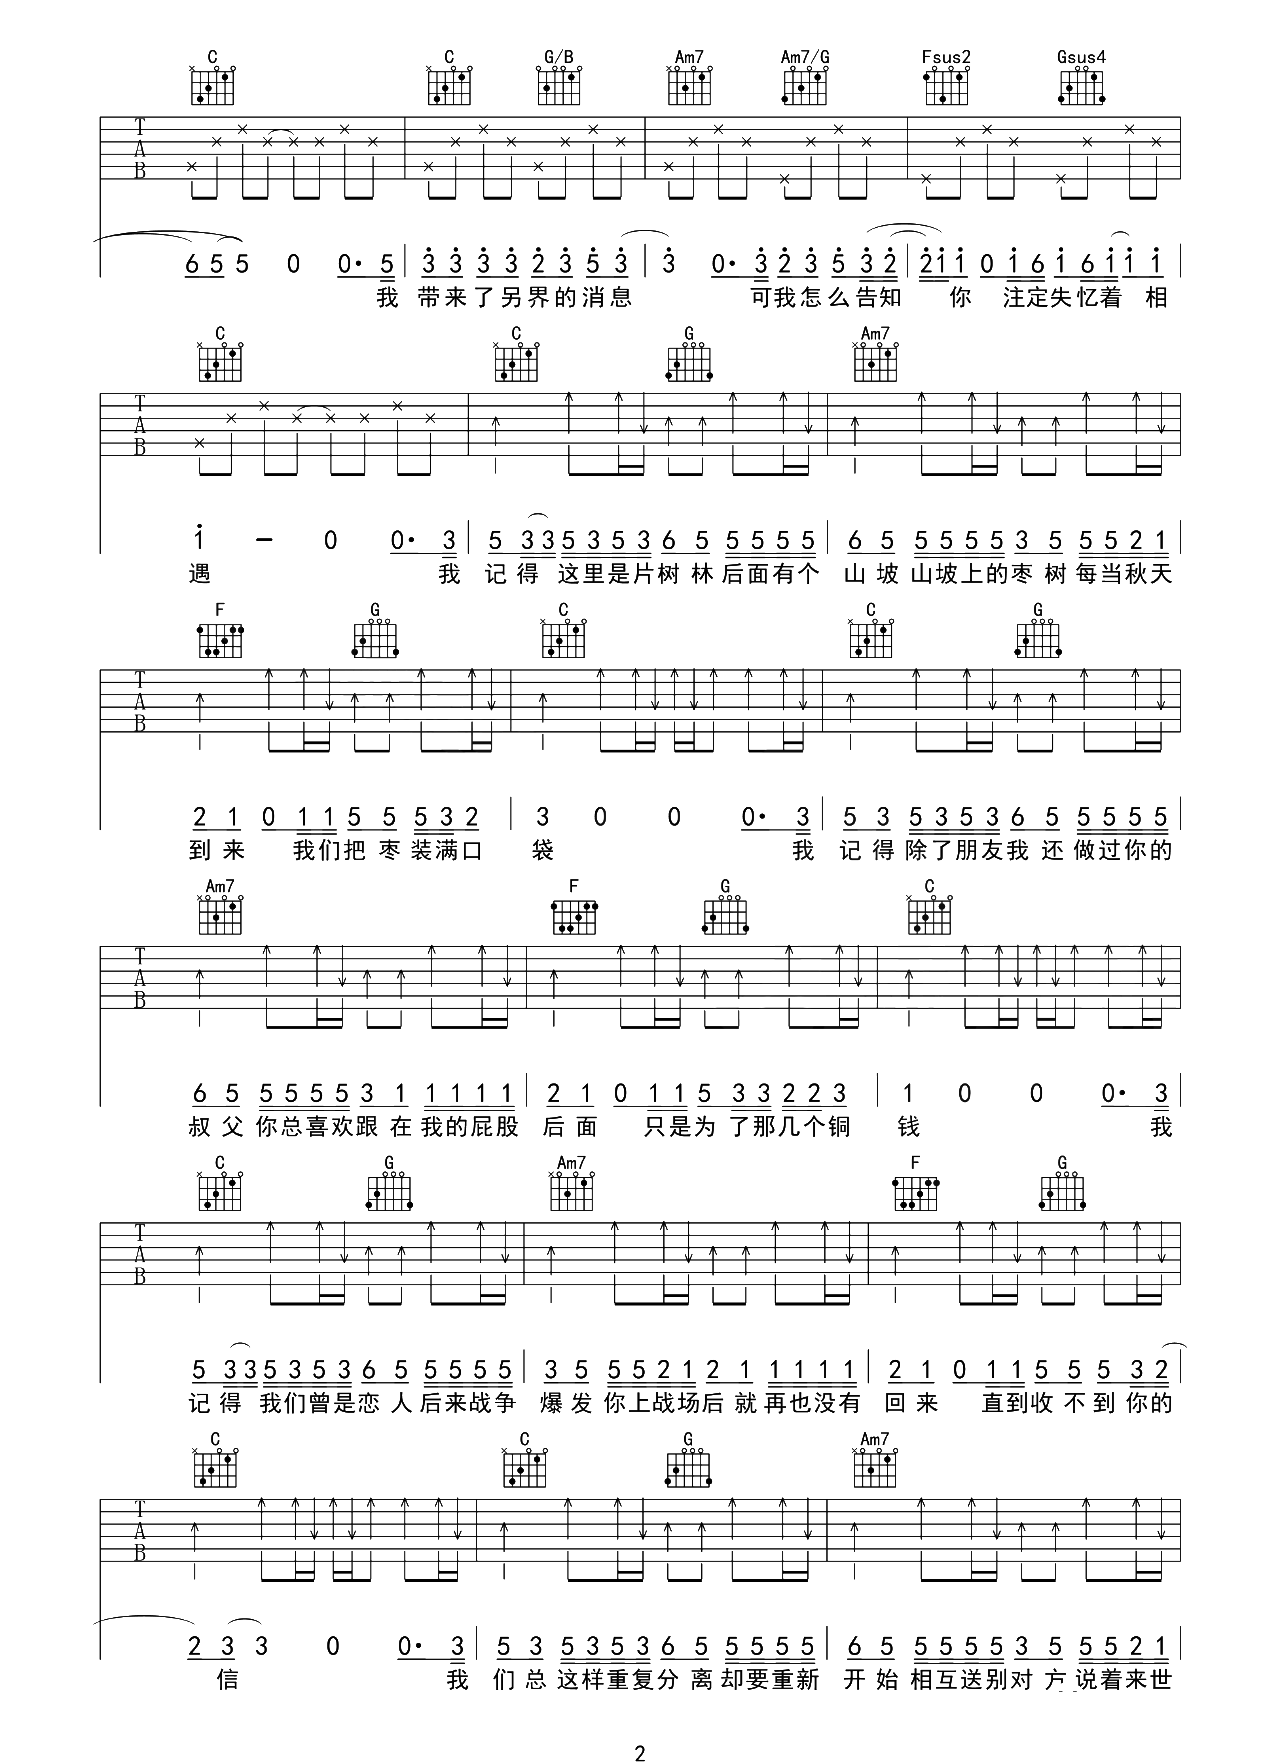 C C G/B Am7 Am7/G Fsus2 Gsus4
T
A
B
6 5 5 0 0· 5 3 3 3 3 2 3 5 3 3 0· 3 2 3 5 3 2 2 1 1 0 1 6 1 6 1 1 1
我 带来了另界的消息 可我怎么告知 你 注定失忆着 相
C C G Am7
T
A
B
1 – 0 0· 3 5 3 3 5 3 5 3 6 5 5 5 5 5 6 5 5 5 5 5 3 5 5 5 2 1
遇 我 记得 这里是片树林后面有个 山坡山坡上的枣树每当秋天
F G C C G
T
A
B
2 1 0 1 1 5 5 5 3 2 3 0 0 0· 3 5 3 5 3 5 3 6 5 5 5 5 5
到来 我们把枣装满口 袋 我 记得除了朋友我还做过你的
Am7 F G C
T
A
B
6 5 5 5 5 5 3 1 1 1 1 1 2 1 0 1 1 5 3 3 2 2 3 1 0 0 0· 3
叔父你总喜欢跟在我的屁股 后面 只是为了那几个铜 钱 我
C G Am7 F G
T
A
B
5 3 3 5 3 5 3 6 5 5 5 5 5 3 5 5 5 2 1 2 1 1 1 1 1 2 1 0 1 1 5 5 5 3 2
记得 我们曾是恋人后来战争 爆发你上战场后就再也没有 回来 直到收不到你的
C C G Am7
T
A
B
2 3 3 0 0· 3 5 3 5 3 5 3 6 5 5 5 5 5 6 5 5 5 5 5 3 5 5 5 2 1
信 我 们总这样重复分离却要重新 开始相互送别对方说着来世
2